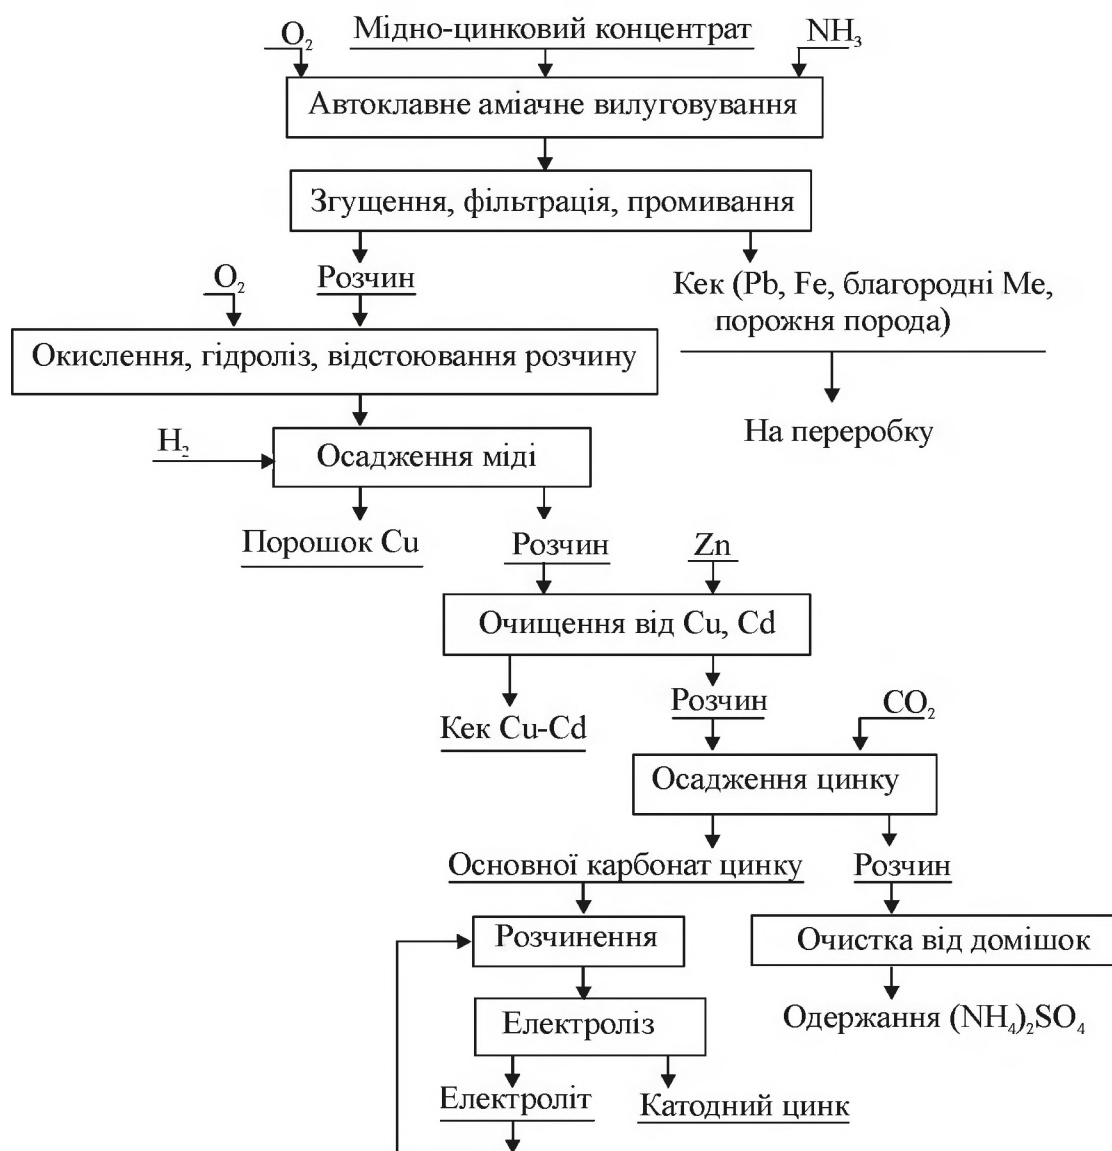 O₂
Мідно-цинковий концентрат
NH₃
Автоклавне аміачне вилуговування
Згущення, фільтрація, промивання
O₂
Розчин
Кек (Pb, Fe, благородні Ме,
порожня порода)
Окислення, гідроліз, відстоювання розчину
На переробку
H₂
Осадження міді
Порошок Cu
Розчин
Zn
Очищення від Cu, Cd
Кек Cu-Cd
Розчин
CO₂
Осадження цинку
Основної карбонат цинку
Розчин
Розчинення
Очистка від домішок
Електроліз
Одержання (NH₄)₂SO₄
Електроліт
Катодний цинк